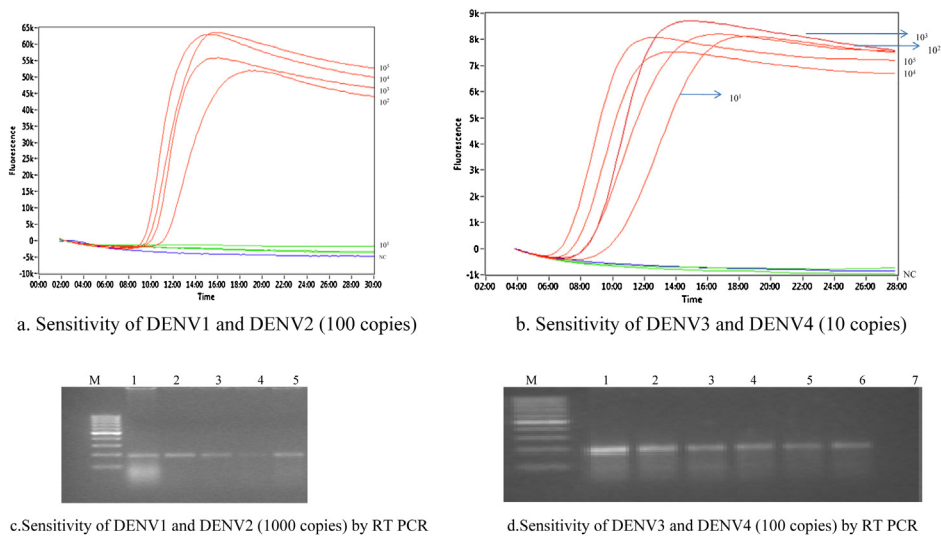 65k
60k
55k
50k
45k
40k
35k
30k
25k
20k
15k
10k
5k
0
-5k
-10k
Fluorescence
00:00 02:00 04:00 06:00 08:00 10:00 12:00 14:00 16:00 18:00 20:00 22:00 24:00 26:00 28:00 30:00
Time
10⁴
10³
10²
NC
a. Sensitivity of DENV1 and DENV2 (100 copies)
9k
8k
7k
6k
5k
4k
3k
2k
1k
0
-1k
Fluorescence
02:00 04:00 06:00 08:00 10:00 12:00 14:00 16:00 18:00 20:00 22:00 24:00 26:00 28:00
Time
10³
10²
10⁵
10⁴
10¹
NC
b. Sensitivity of DENV3 and DENV4 (10 copies)
M 1 2 3 4 5
c.Sensitivity of DENV1 and DENV2 (1000 copies) by RT PCR
M 1 2 3 4 5 6 7
d.Sensitivity of DENV3 and DENV4 (100 copies) by RT PCR